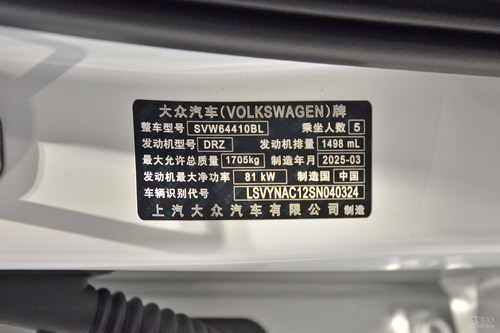 大众汽车(VOLKSWAGEN)牌
整车型号 SVW64410BL 乘坐人数 5
发动机型号 DRZ 发动机排量 1498 mL
最大允许总质量 1705kg 制造年月 2025-03
发动机最大净功率 81 kW 制造国 中国
车辆识别代号 LSVYNAC12SN040324
上汽大众汽车有限公司 制造